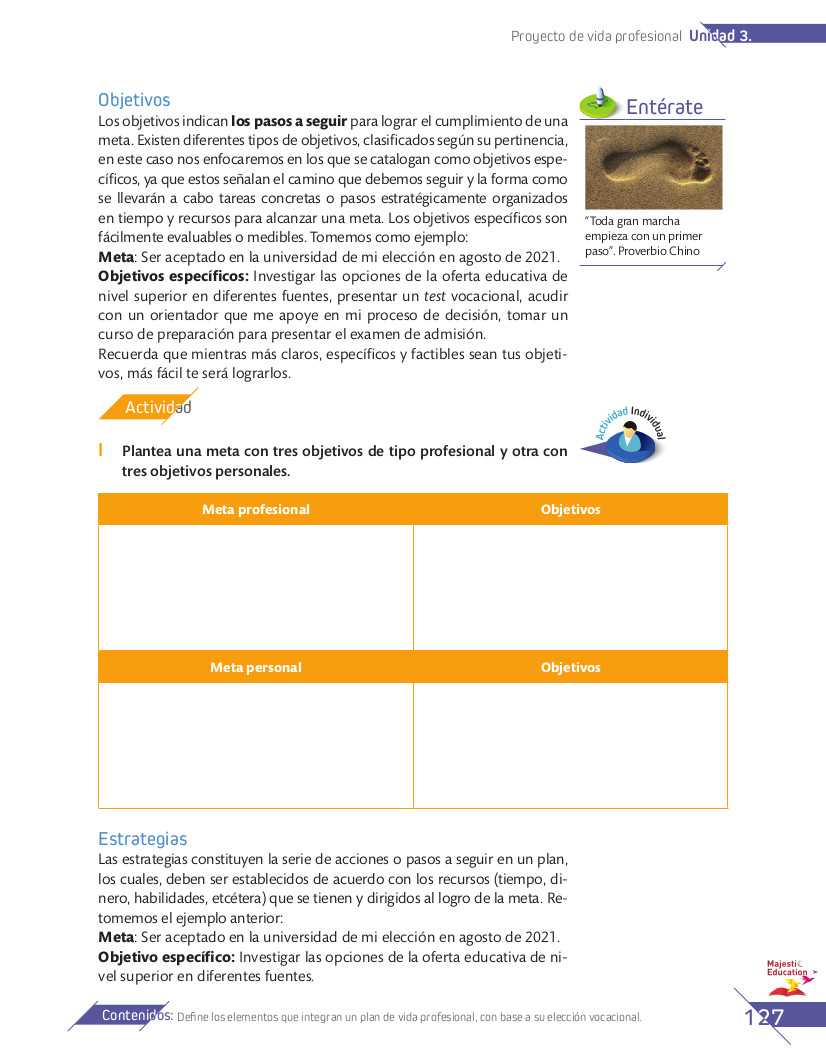 Proyecto de vida profesional Unidad 3.
Objetivos
Los objetivos indican los pasos a seguir para lograr el cumplimiento de una
meta. Existen diferentes tipos de objetivos, clasificados según su pertinencia,
en este caso nos enfocaremos en los que se catalogan como objetivos espe-
cíficos, ya que estos señalan el camino que debemos seguir y la forma como
se llevarán a cabo tareas concretas o pasos estratégicamente organizados
en tiempo y recursos para alcanzar una meta. Los objetivos específicos son
fácilmente evaluables o medibles. Tomemos como ejemplo:
Meta: Ser aceptado en la universidad de mi elección en agosto de 2021.
Objetivos específicos: Investigar las opciones de la oferta educativa de
nivel superior en diferentes fuentes, presentar un test vocacional, acudir
con un orientador que me apoye en mi proceso de decisión, tomar un
curso de preparación para presentar el examen de admisión.
Recuerda que mientras más claros, específicos y factibles sean tus objeti-
vos, más fácil te será lograrlos.
Entérate
"Toda gran marcha
empieza con un primer
paso". Proverbio Chino
Actividad
Actividad Individual
I Plantea una meta con tres objetivos de tipo profesional y otra con
tres objetivos personales.
Meta profesional Objetivos
Meta personal Objetivos
Estrategias
Las estrategias constituyen la serie de acciones o pasos a seguir en un plan,
los cuales, deben ser establecidos de acuerdo con los recursos (tiempo, di-
nero, habilidades, etcétera) que se tienen y dirigidos al logro de la meta. Re-
tomemos el ejemplo anterior:
Meta: Ser aceptado en la universidad de mi elección en agosto de 2021.
Objetivo específico: Investigar las opciones de la oferta educativa de ni-
vel superior en diferentes fuentes.
Majestic
Education
Contenidos: Define los elementos que integran un plan de vida profesional, con base a su elección vocacional.
127